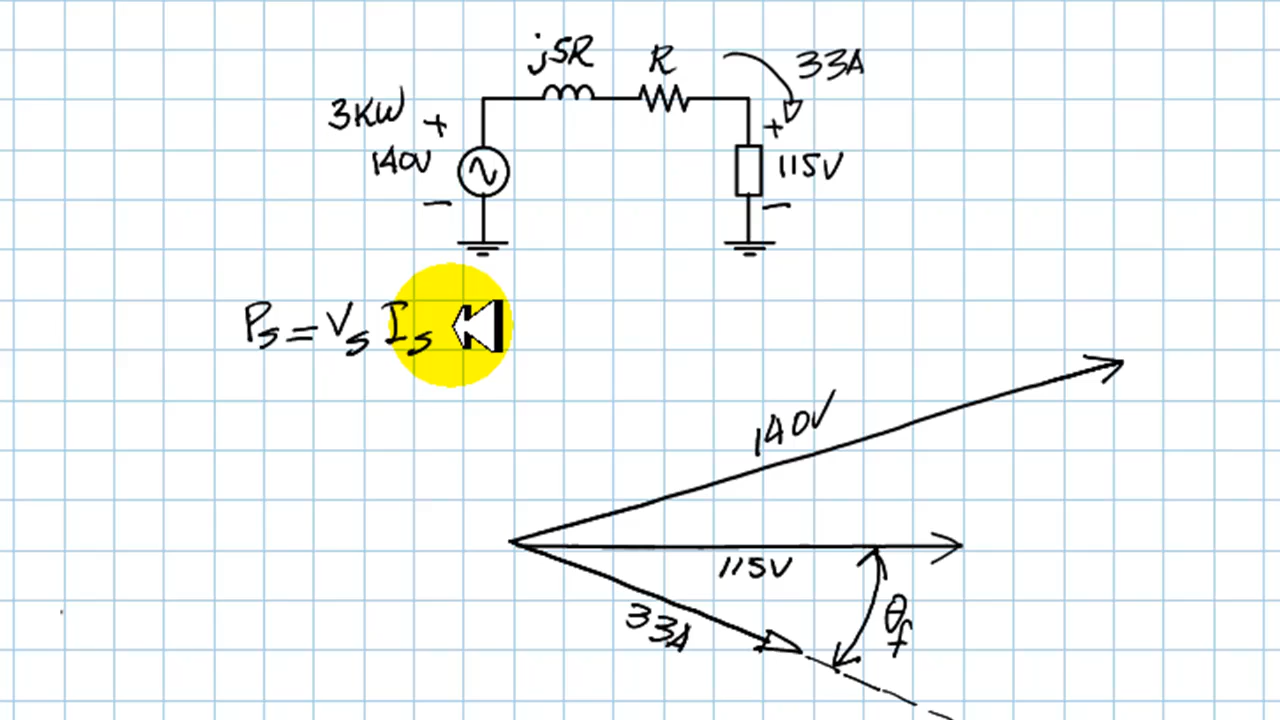 j5R R 33A
3KW +
140V
+
115V
−
−
Ps = Vs Is
140V
115V
33A
θf